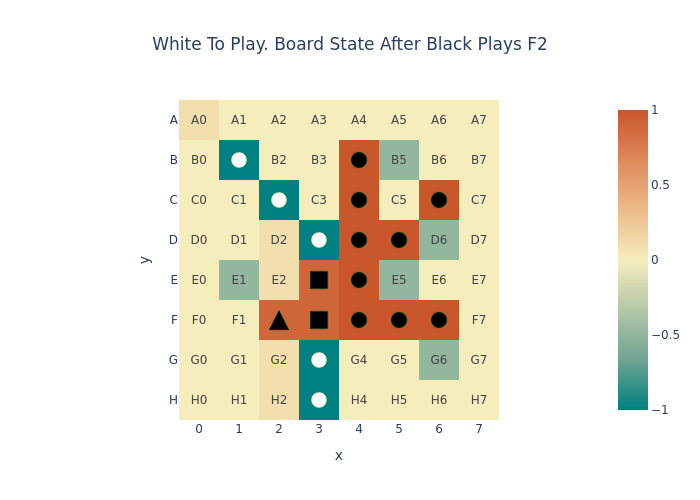 White To Play. Board State After Black Plays F2
A A0 A1 A2 A3 A4 A5 A6 A7
B B0 B2 B3 B5 B6 B7
C C0 C1 C3 C5 C7
D D0 D1 D2 D6 D7
E E0 E1 E2 E5 E6 E7
F F0 F1 F7
G G0 G1 G2 G4 G5 G6 G7
H H0 H1 H2 H4 H5 H6 H7
0 1 2 3 4 5 6 7
x
y
1
0.5
0
−0.5
−1